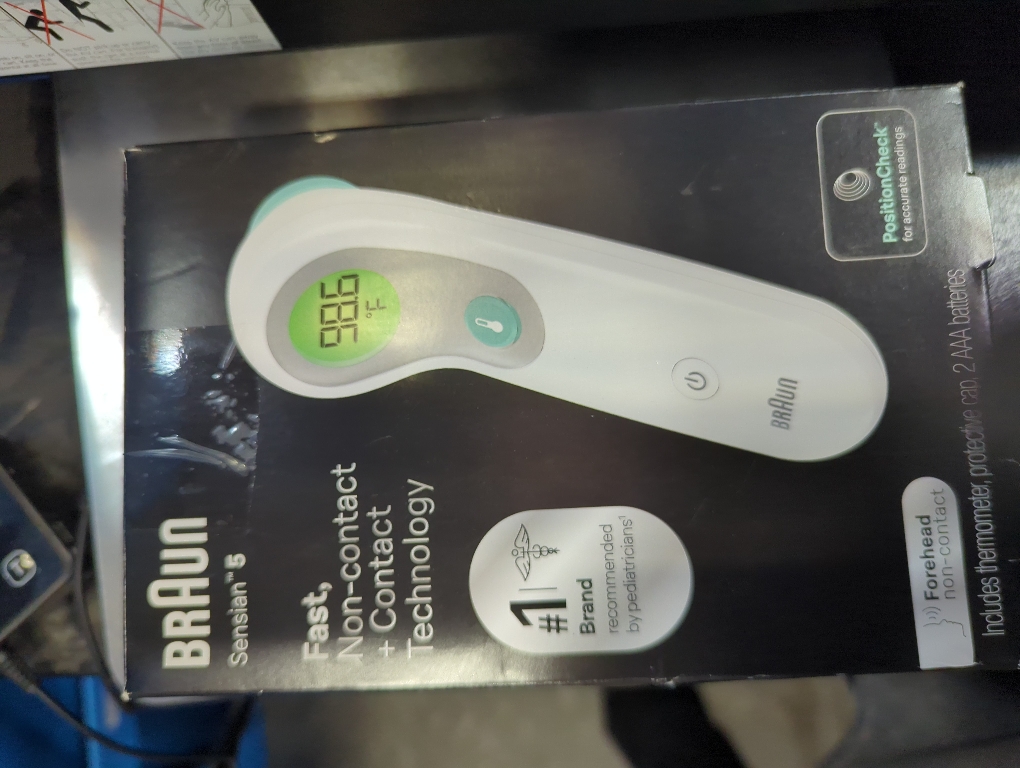 BRAUN
Sensian™ 5
Fast,
Non-contact
+ Contact
Technology
#1
Brand
recommended
by pediatricians¹
98.6
°F
BRAUN
PositionCheck™
for accurate readings
Forehead
non-contact
Includes thermometer, protective cap, 2 AAA batteries